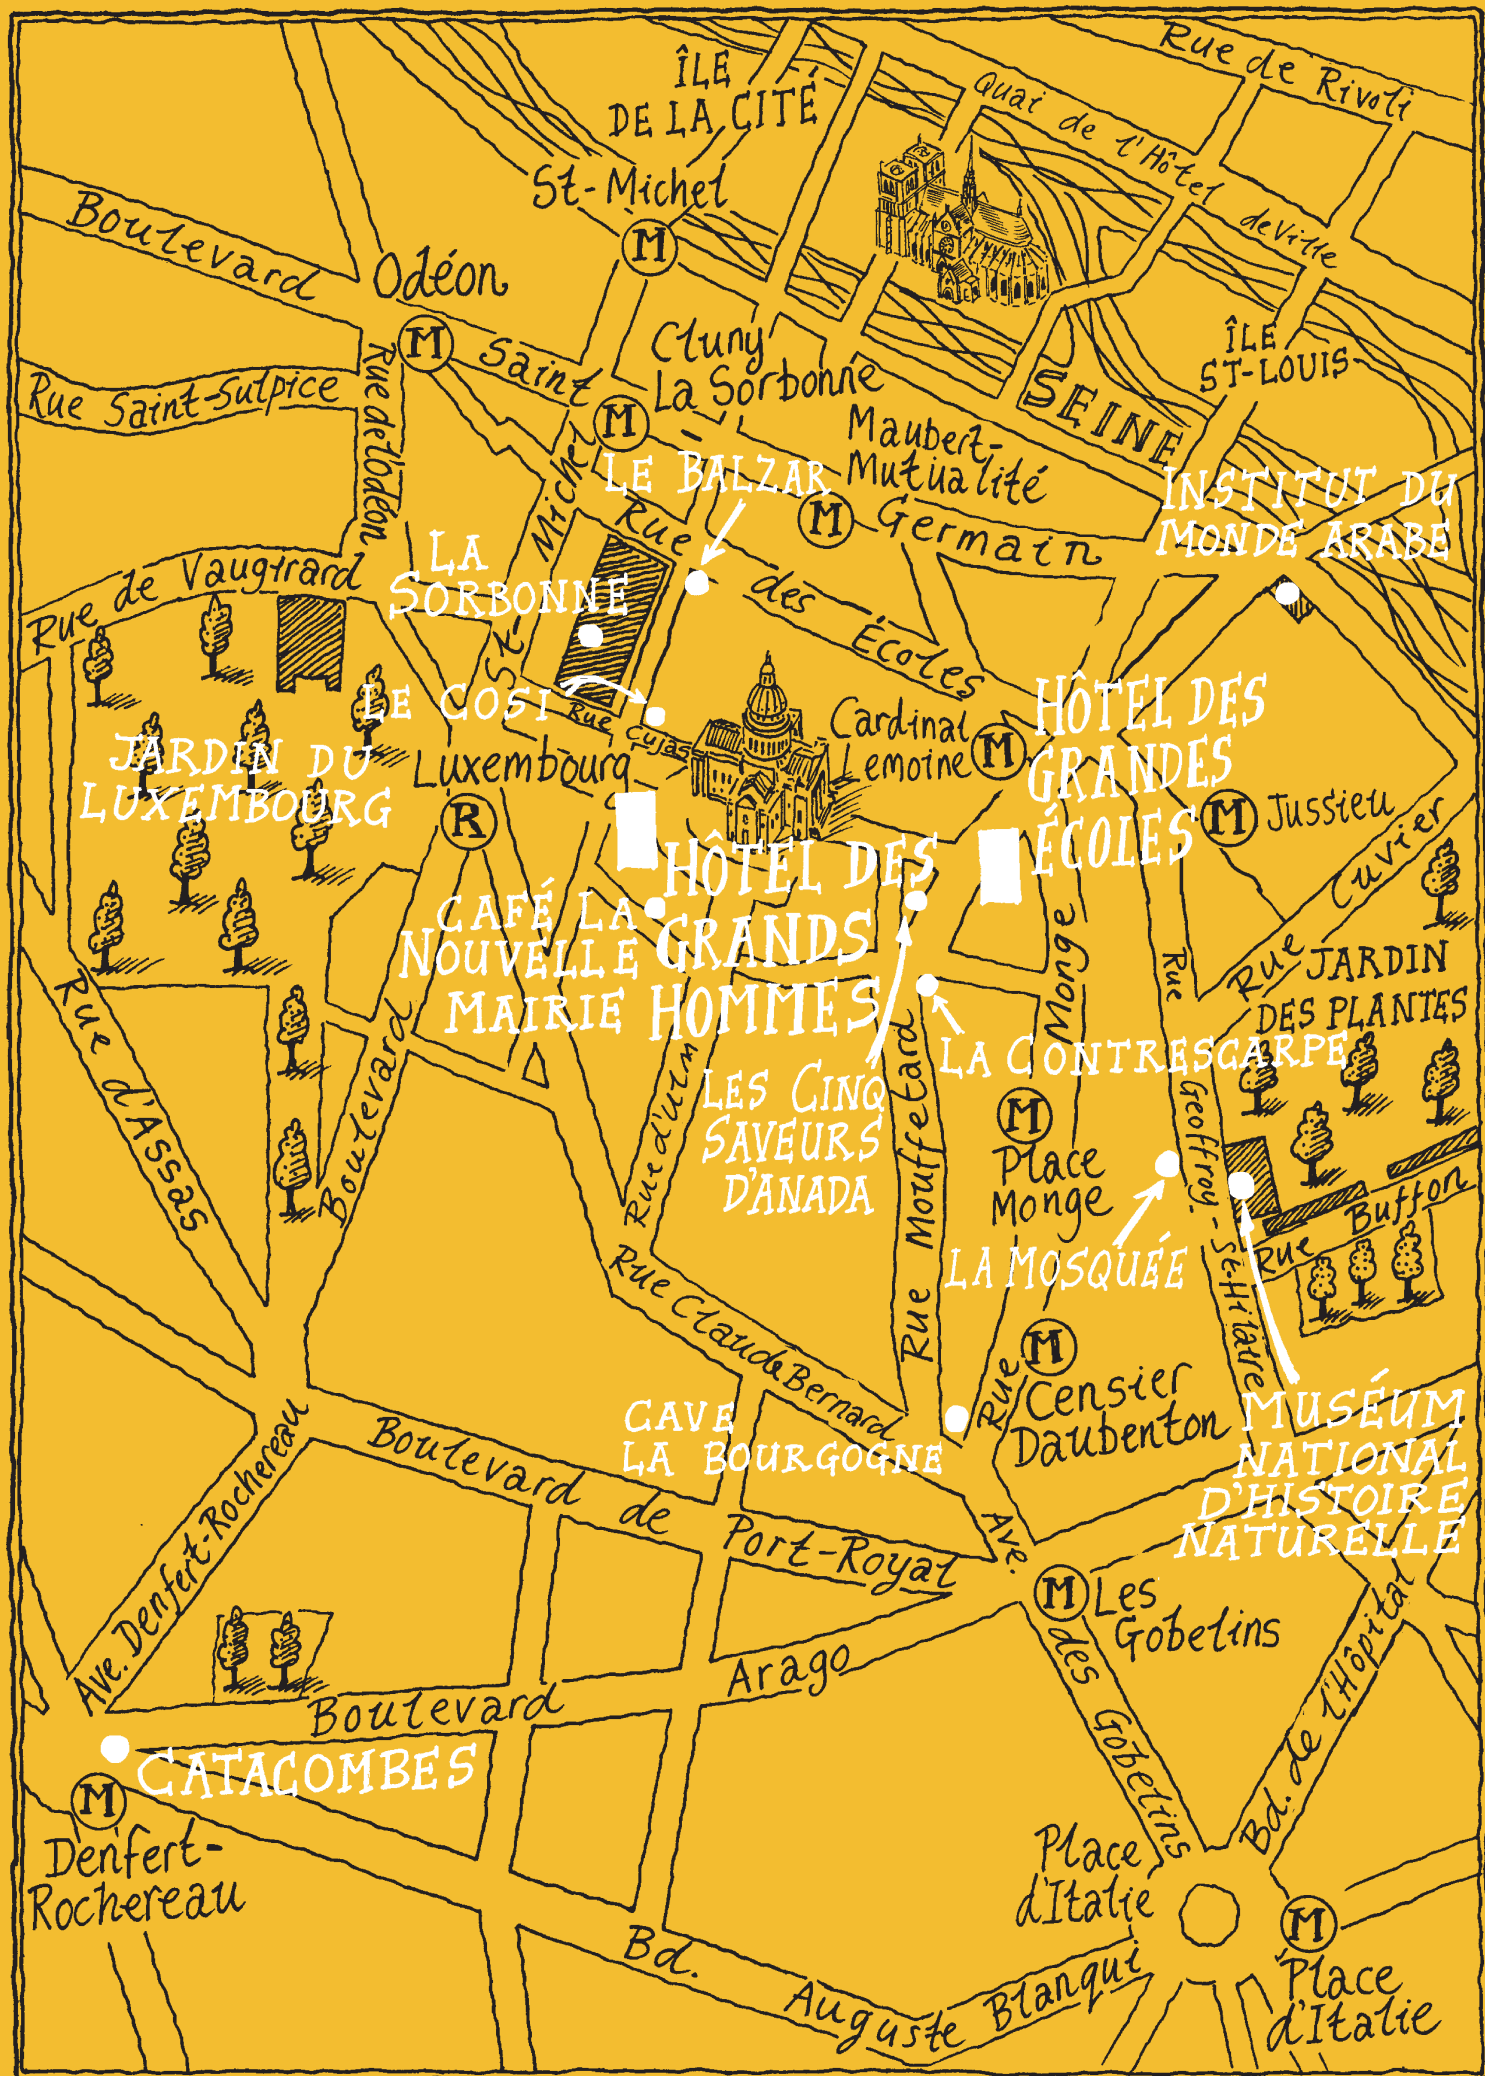 Rue de Rivoli
ÎLE
DE LA CITÉ
Quai de l'Hôtel de Ville
St-Michel
M
Boulevard
Odéon
M
Saint
Cluny
La Sorbonne
M
ÎLE
ST-LOUIS
SEINE
Rue Saint-Sulpice
Rue de l'Odéon
Maubert-
Mutualité
M
Germain
LE BALZAR
INSTITUT DU
MONDE ARABE
St-Michel
Rue des Écoles
LA
SORBONNE
Rue de Vaugirard
LE COSI
Rue Cujas
Cardinal
Lemoine
M
HÔTEL DES
GRANDES
ÉCOLES
JARDIN DU
LUXEMBOURG
Luxembourg
R
M
Jussieu
Rue Cuvier
HÔTEL DES
GRANDS
HOMMES
CAFÉ LA
NOUVELLE
MAIRIE
JARDIN
DES PLANTES
Rue d'Assas
Boulevard
Boulevard
Rue d'Ulm
LES CINQ
SAVEURS
D'ANADA
Rue Mouffetard
LA CONTRESCARPE
Monge
Rue
M
Place
Monge
Rue
Geoffroy-St-Hilaire
LA MOSQUÉE
Rue Buffon
Rue Claude Bernard
M
Censier
Daubenton
MUSÉUM
NATIONAL
D'HISTOIRE
NATURELLE
CAVE
LA BOURGOGNE
Ave. Denfert-Rochereau
Boulevard de Port-Royal
Ave. des Gobelins
M
Les
Gobelins
Boulevard Arago
Bd. de l'Hôpital
CATACOMBES
M
Denfert-
Rochereau
Place
d'Italie
M
Place
d'Italie
Bd. Auguste Blanqui